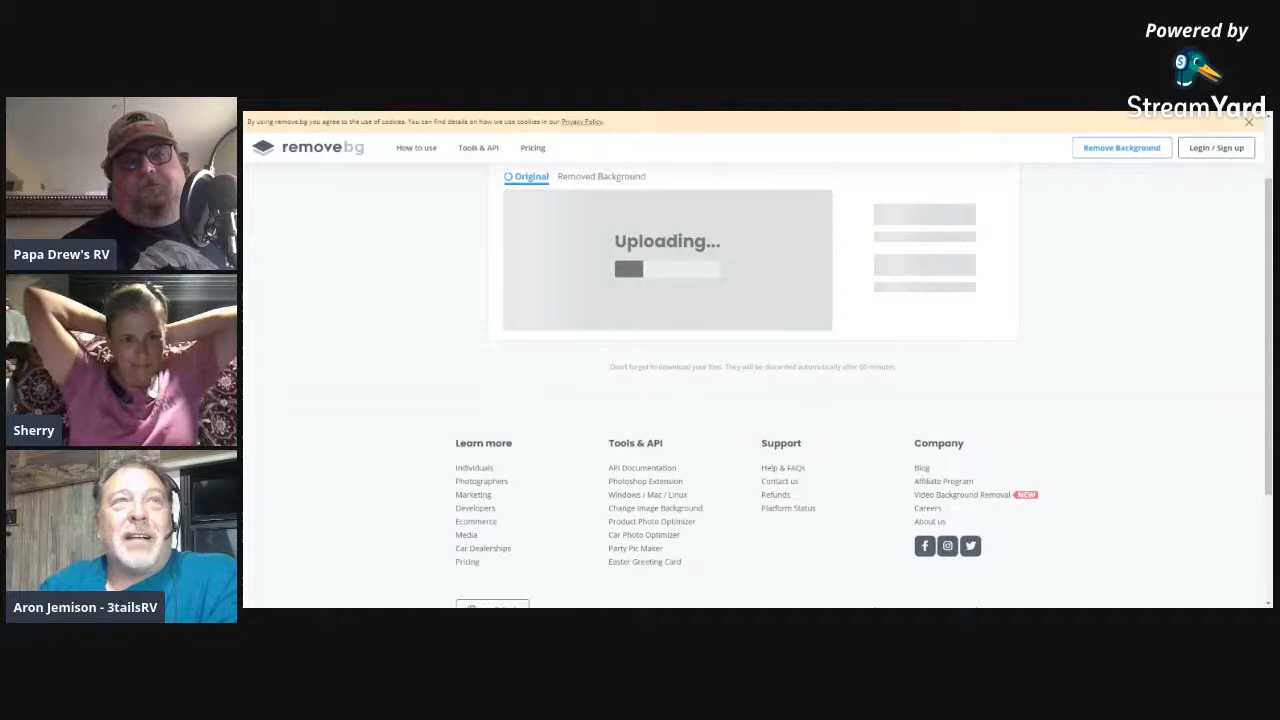 Powered by
StreamYard
Papa Drew's RV
Sherry
Aron Jemison - 3tailsRV
By using remove.bg you agree to the use of cookies. You can find details on how we use cookies in our Privacy Policy.
removebg
How to use
Tools & API
Pricing
Remove Background
Login / Sign up
Original
Removed Background
Uploading...
Don't forget to download your files. They will be discarded automatically after 60 minutes.
Learn more
Individuals
Photographers
Marketing
Developers
Ecommerce
Media
Car Dealerships
Pricing
Tools & API
API Documentation
Photoshop Extension
Windows / Mac / Linux
Change Image Background
Product Photo Optimizer
Car Photo Optimizer
Party Pic Maker
Easter Greeting Card
Support
Help & FAQs
Contact us
Refunds
Platform Status
Company
Blog
Affiliate Program
Video Background Removal NEW
Careers
About us